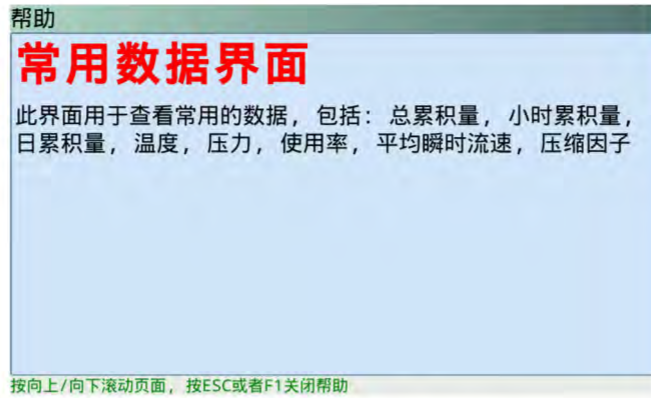 帮助
常用数据界面
此界面用于查看常用的数据，包括：总累积量，小时累积量，
日累积量，温度，压力，使用率，平均瞬时流速，压缩因子
按向上/向下滚动页面，按ESC或者F1关闭帮助